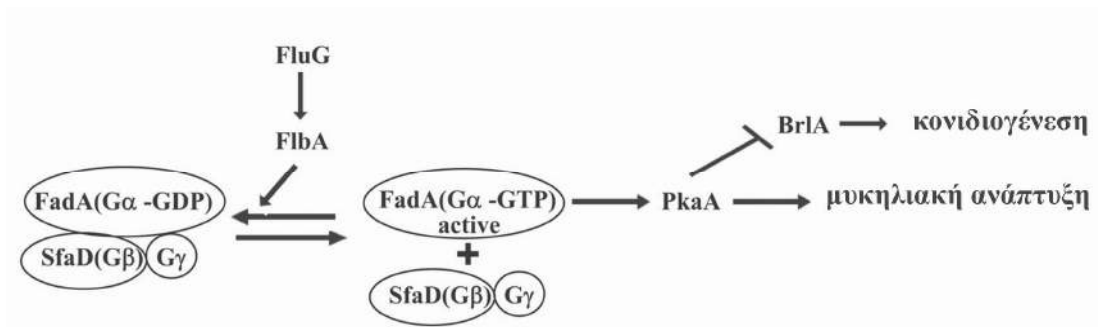 FluG
FlbA
BrlA
κονιδιογένεση
FadA(Gα -GDP)
FadA(Gα -GTP)
active
PkaA
μυκηλιακή ανάπτυξη
SfaD(Gβ)
Gγ
+
SfaD(Gβ)
Gγ